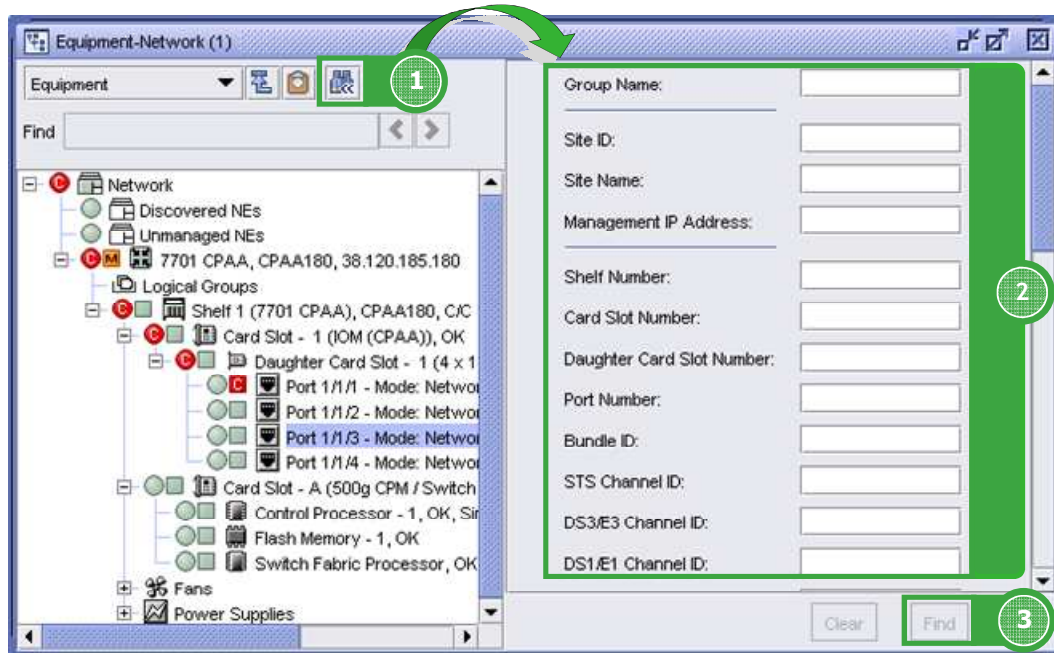 Equipment-Network (1)
Equipment
1
Find
Network
Discovered NEs
Unmanaged NEs
C M 7701 CPAA, CPAA180, 38.120.185.180
Logical Groups
C Shelf 1 (7701 CPAA), CPAA180, C/C
C Card Slot - 1 (IOM (CPAA)), OK
C Daughter Card Slot - 1 (4 x 1
C Port 1/1/1 - Mode: Networ
Port 1/1/2 - Mode: Networ
Port 1/1/3 - Mode: Networ
Port 1/1/4 - Mode: Networ
Card Slot - A (500g CPM / Switch
Control Processor - 1, OK, Sin
Flash Memory - 1, OK
Switch Fabric Processor, OK
Fans
Power Supplies
Group Name:
Site ID:
Site Name:
Management IP Address:
Shelf Number:
Card Slot Number:
Daughter Card Slot Number:
Port Number:
Bundle ID:
STS Channel ID:
DS3/E3 Channel ID:
DS1/E1 Channel ID:
2
Clear
Find
3